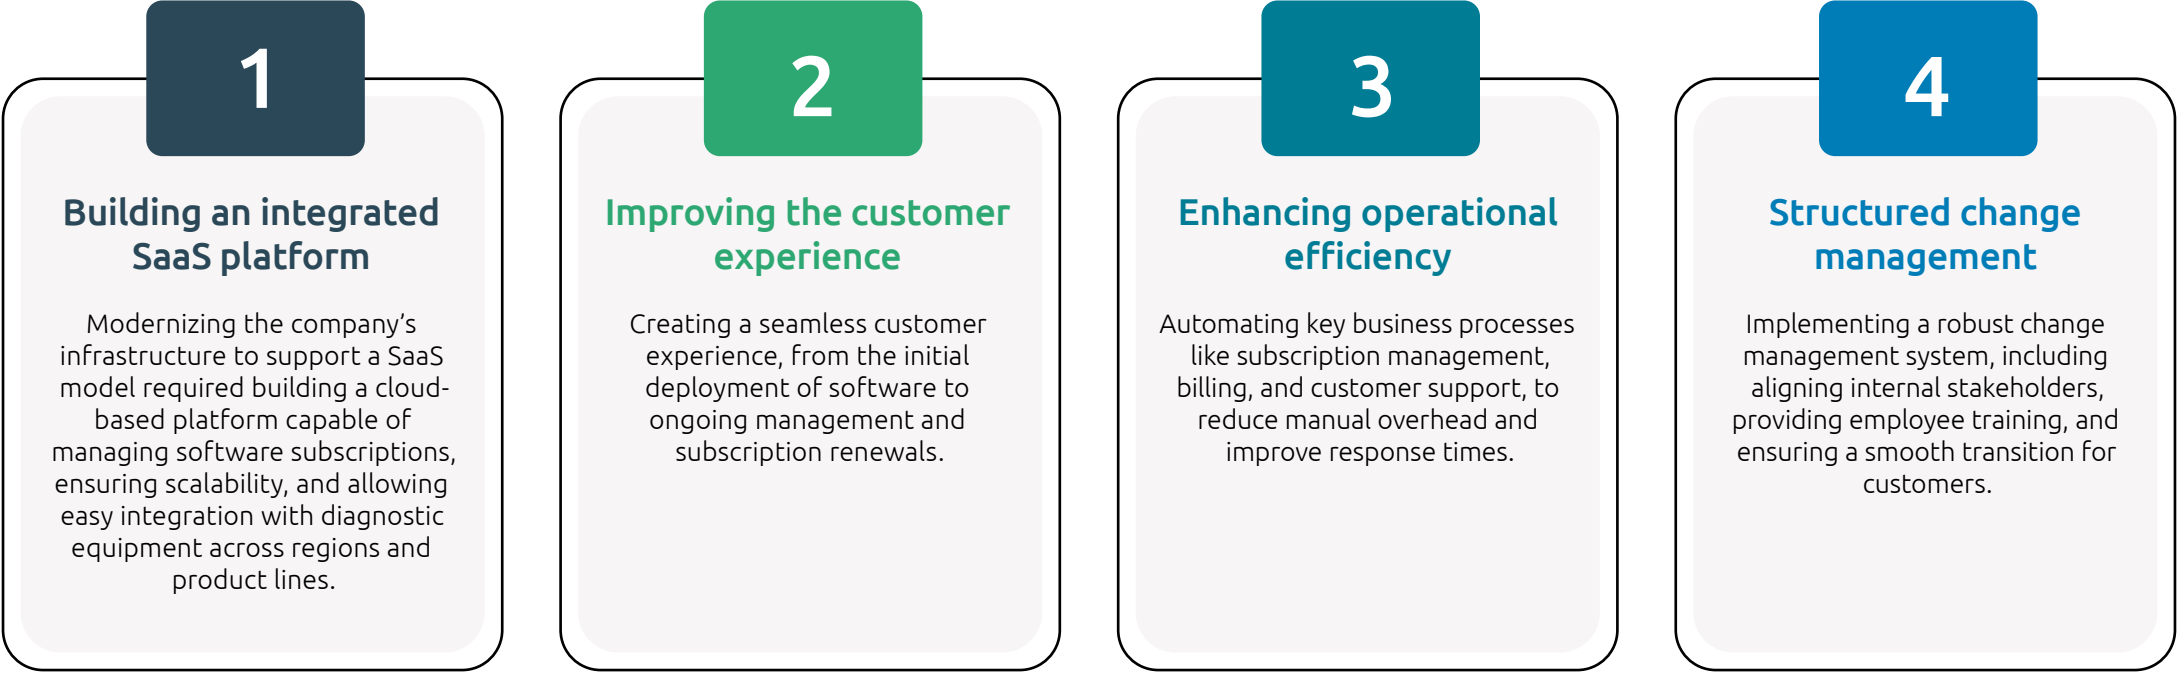 1
Building an integrated
SaaS platform
Modernizing the company’s
infrastructure to support a SaaS
model required building a cloud-
based platform capable of
managing software subscriptions,
ensuring scalability, and allowing
easy integration with diagnostic
equipment across regions and
product lines.
2
Improving the customer
experience
Creating a seamless customer
experience, from the initial
deployment of software to
ongoing management and
subscription renewals.
3
Enhancing operational
efficiency
Automating key business processes
like subscription management,
billing, and customer support, to
reduce manual overhead and
improve response times.
4
Structured change
management
Implementing a robust change
management system, including
aligning internal stakeholders,
providing employee training, and
ensuring a smooth transition for
customers.